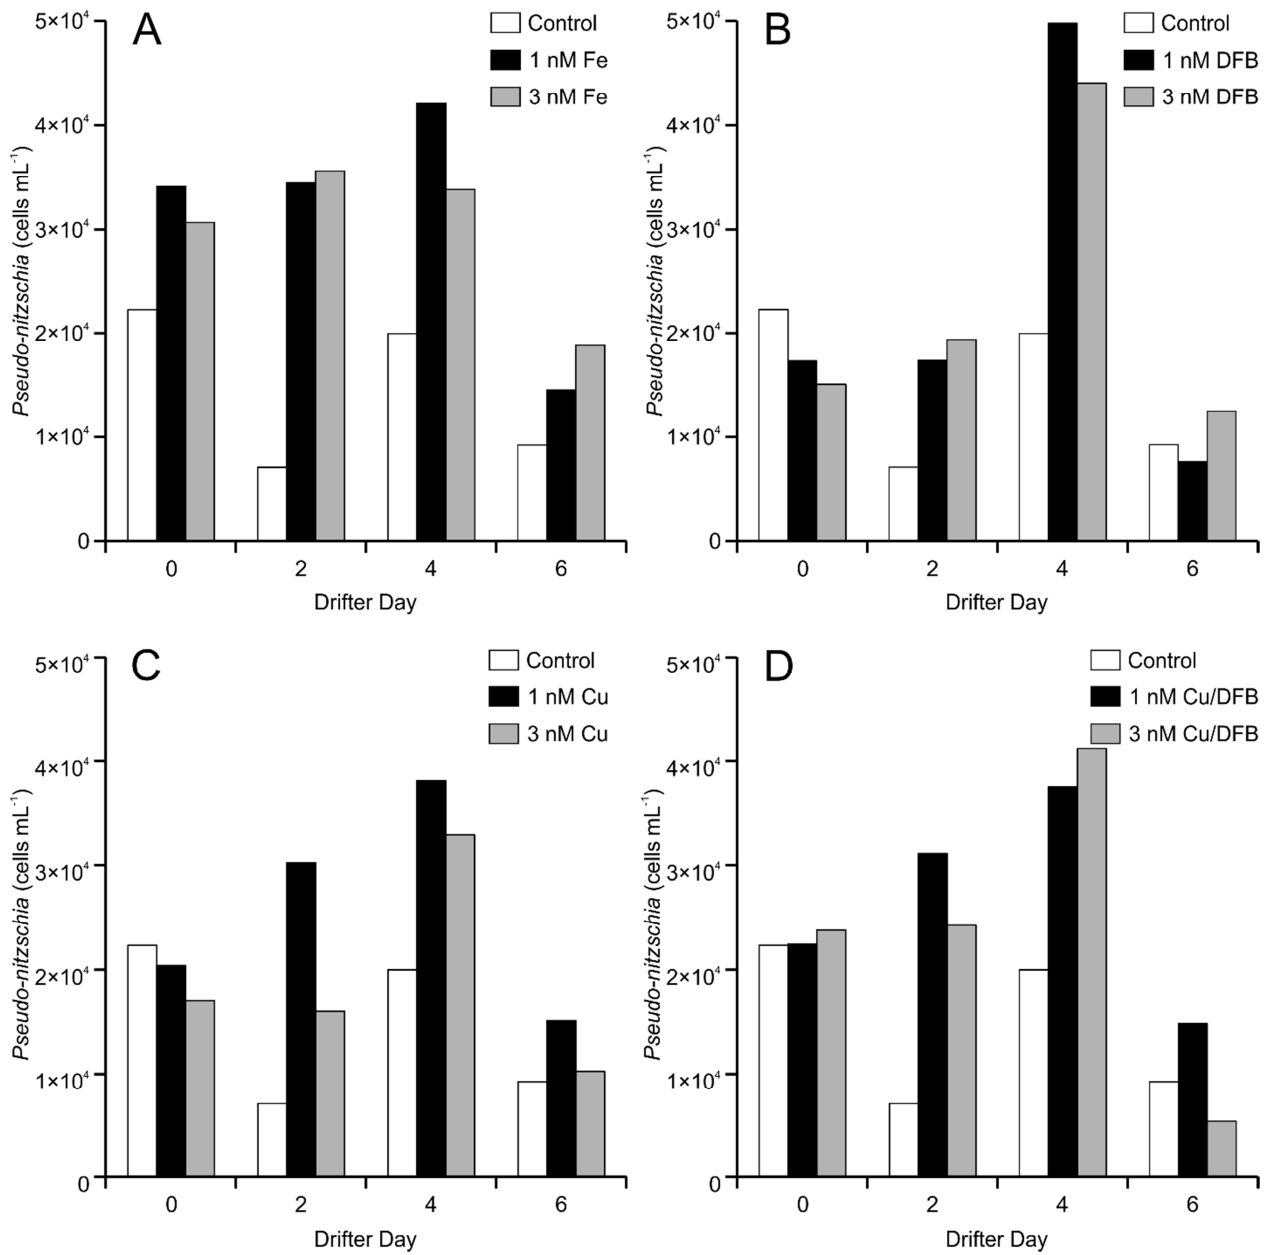 A
Control
1 nM Fe
3 nM Fe
5×10⁴
4×10⁴
3×10⁴
2×10⁴
1×10⁴
0
Pseudo-nitzschia (cells mL⁻¹)
0 2 4 6
Drifter Day
B
Control
1 nM DFB
3 nM DFB
5×10⁴
4×10⁴
3×10⁴
2×10⁴
1×10⁴
0
Pseudo-nitzschia (cells mL⁻¹)
0 2 4 6
Drifter Day
C
Control
1 nM Cu
3 nM Cu
5×10⁴
4×10⁴
3×10⁴
2×10⁴
1×10⁴
0
Pseudo-nitzschia (cells mL⁻¹)
0 2 4 6
Drifter Day
D
Control
1 nM Cu/DFB
3 nM Cu/DFB
5×10⁴
4×10⁴
3×10⁴
2×10⁴
1×10⁴
0
Pseudo-nitzschia (cells mL⁻¹)
0 2 4 6
Drifter Day